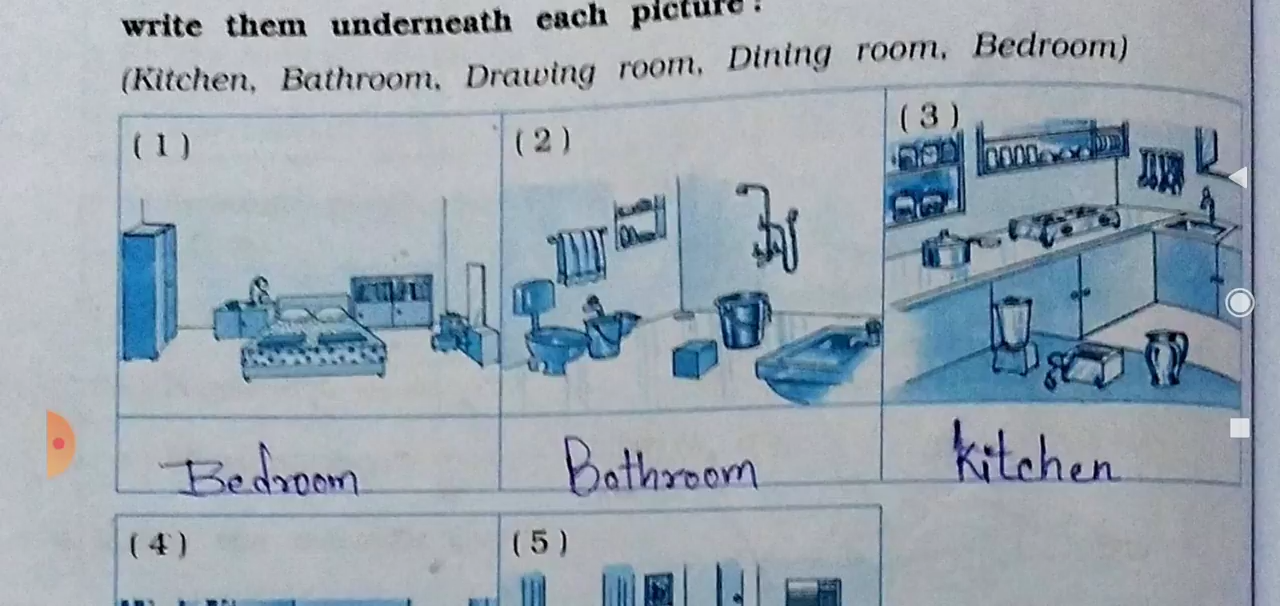 write them underneath each picture :
(Kitchen, Bathroom, Drawing room, Dining room, Bedroom)
(1)
(2)
(3)
Bedroom
Bathroom
kitchen
(4)
(5)